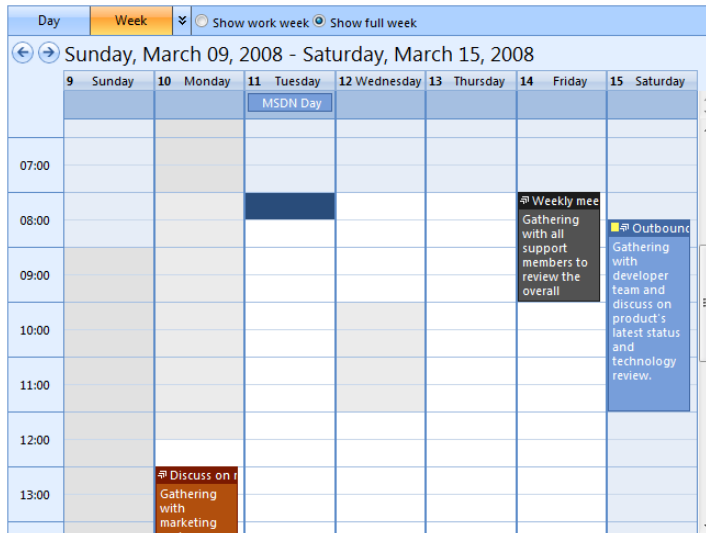 Day Week Show work week Show full week
Sunday, March 09, 2008 - Saturday, March 15, 2008
9 Sunday 10 Monday 11 Tuesday 12 Wednesday 13 Thursday 14 Friday 15 Saturday
MSDN Day
07:00
08:00
09:00
10:00
11:00
12:00
13:00
Discuss on
Gathering
with
marketing
Weekly mee
Gathering
with all
support
members to
review the
overall
Outbound
Gathering
with
developer
team and
discuss on
product's
latest status
and
technology
review.